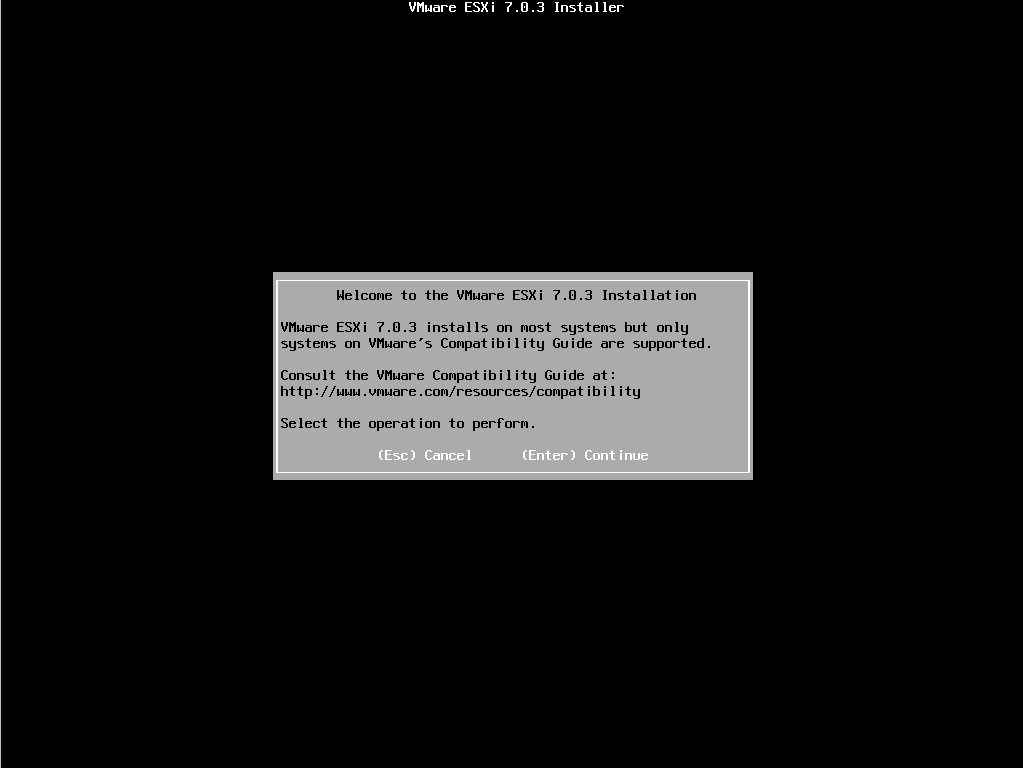 VMware ESXi 7.0.3 Installer
Welcome to the VMware ESXi 7.0.3 Installation
VMware ESXi 7.0.3 installs on most systems but only
systems on VMware's Compatibility Guide are supported.
Consult the VMware Compatibility Guide at:
http://www.vmware.com/resources/compatibility
Select the operation to perform.
(Esc) Cancel (Enter) Continue